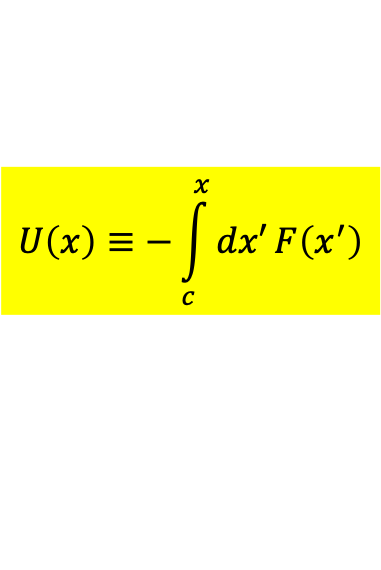 U(x) ≡ − ∫_c^x dx′ F(x′)